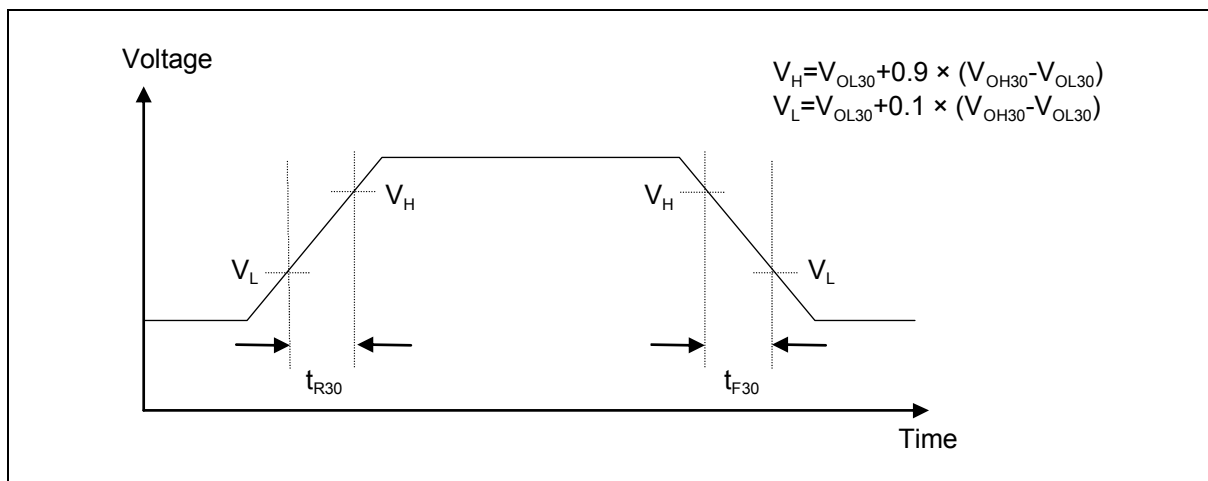 Voltage
V_H=V_OL30+0.9 × (V_OH30-V_OL30)
V_L=V_OL30+0.1 × (V_OH30-V_OL30)
V_H
V_H
V_L
V_L
t_R30
t_F30
Time